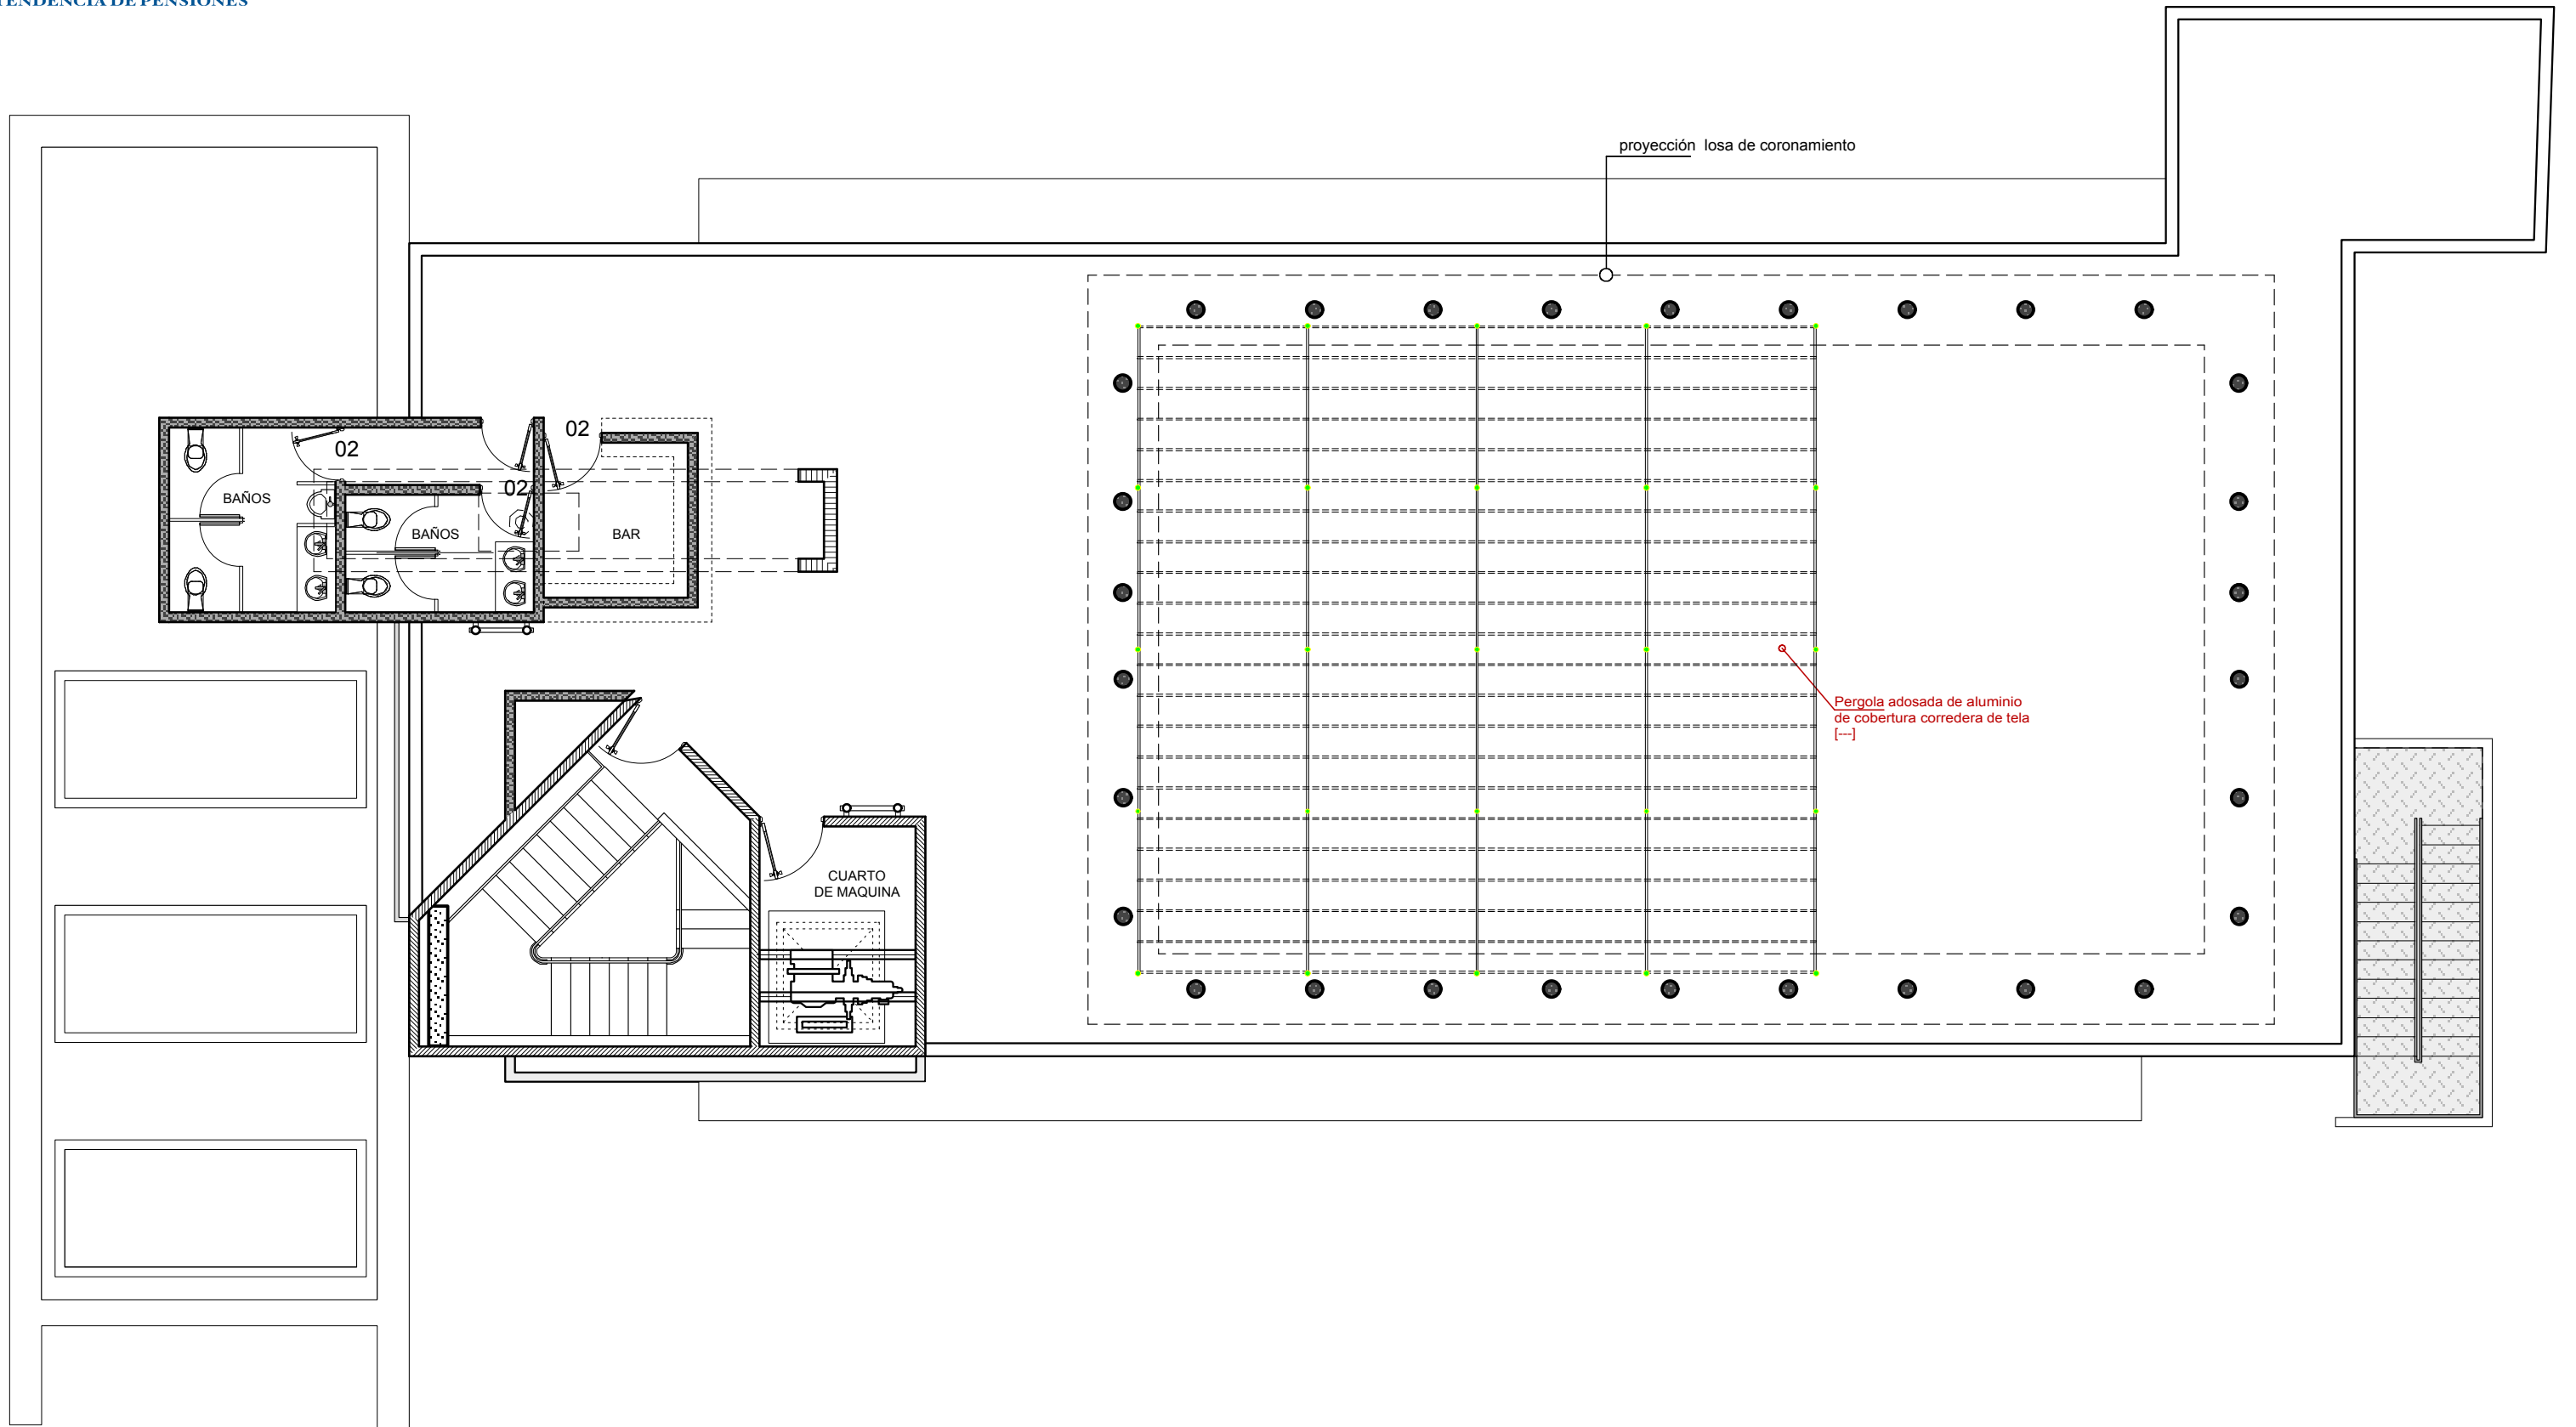 TENDENCIA DE PENSIONES
proyección losa de coronamiento
02
02
02
BAÑOS
BAÑOS
BAR
Pergola adosada de aluminio
de cobertura corredera de tela
[---]
CUARTO
DE MAQUINA